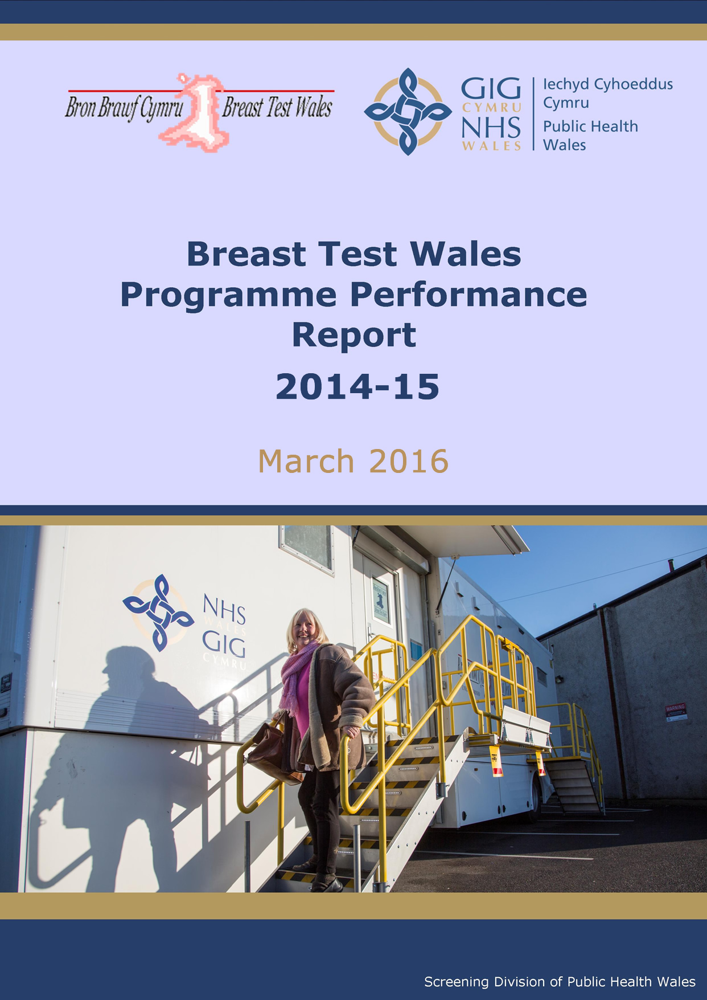 Bron Brawf Cymru Breast Test Wales
GIG
CYMRU
NHS
WALES
Iechyd Cyhoeddus
Cymru
Public Health
Wales
Breast Test Wales
Programme Performance
Report
2014-15
March 2016
NHS
WALES
GIG
CYMRU
WARNING
Screening Division of Public Health Wales